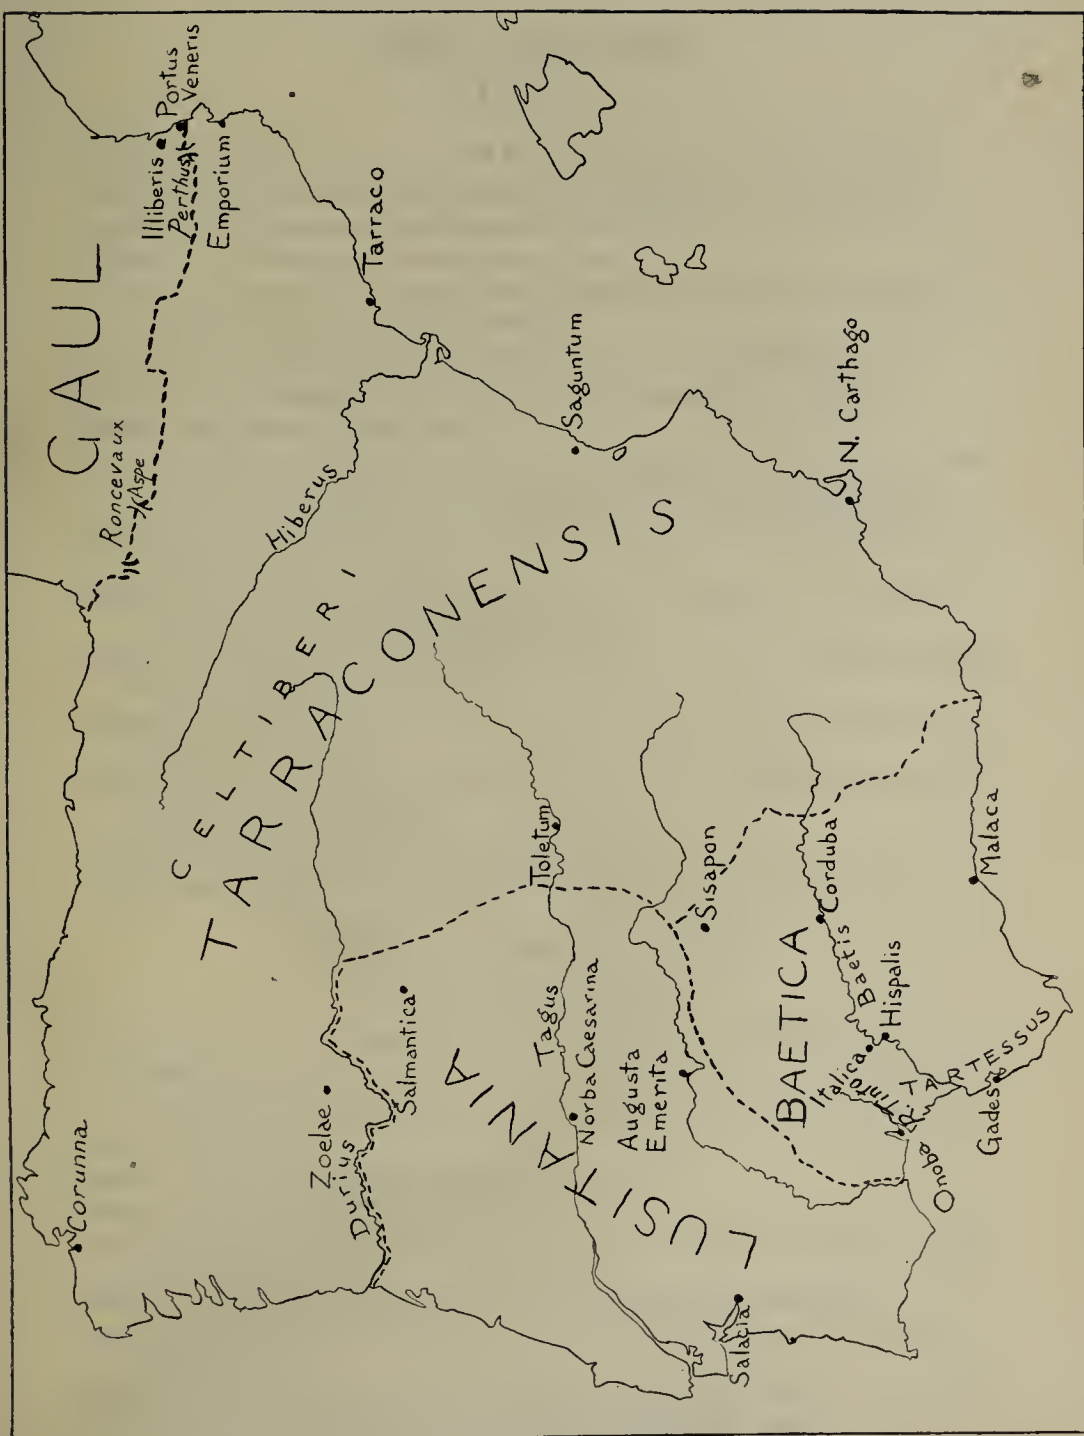 GAUL
Roncevaux
Aspe
Illiberis
Perthus
Portus
Veneris
Emporium
Corunna
Hiberus
CELTIBERI
TARRACONENSIS
Tarraco
Zoelae
Durius
Salmantica
Saguntum
LUSITANIA
Tagus
Toletum
Norba Caesarina
Augusta
Emerita
Sisapon
N. Carthago
Salacia
BAETICA
Corduba
Baetis
Italica
Hispalis
R. Tinto
TARTESSUS
Onoba
Gades
Malaca